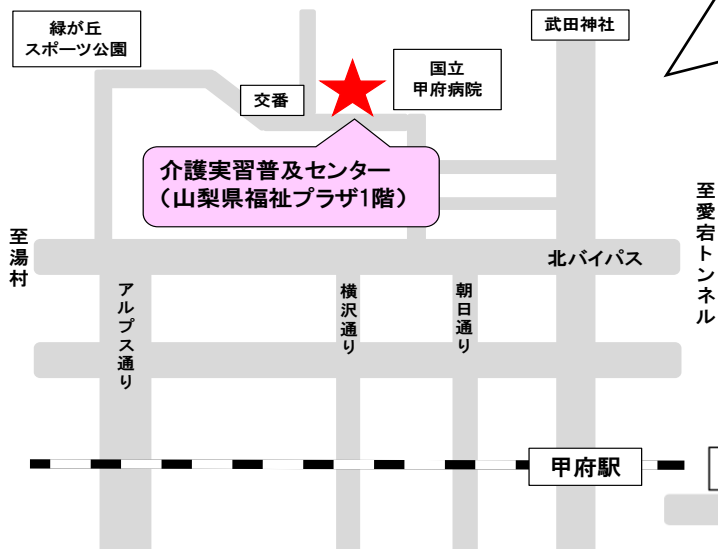 緑が丘
スポーツ公園
武田神社
国立
甲府病院
交番
介護実習普及センター
（山梨県福祉プラザ1階）
至湯村
至愛宕トンネル
北バイパス
アルプス通り
横沢通り
朝日通り
甲府駅